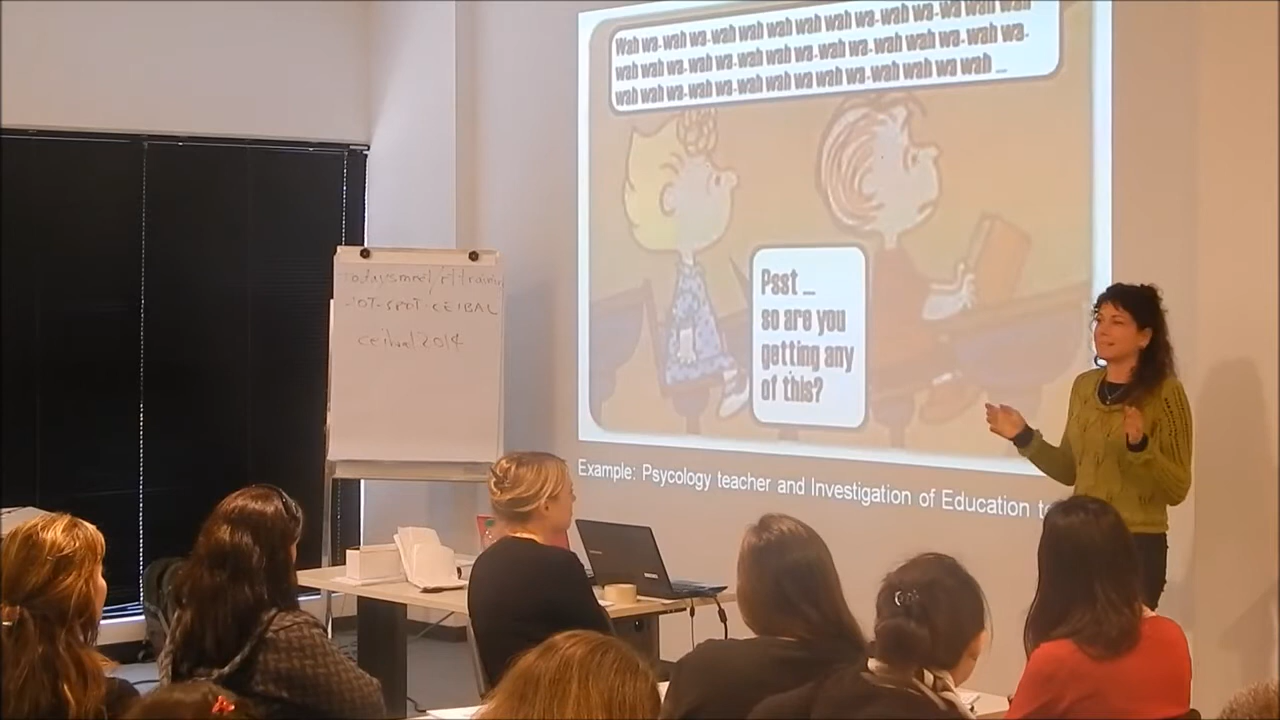 Wah wa-wah wa-wah wah wah wah wah wa-wah wa-wa wah wah
wah wah wa-wah wa-wah wah wah wa-wah wah wah wa-wah wa-
wah wah wa-wah wa-wah wah wa wah wa-wah wah wa wah ...
Psst ...
so are you
getting any
of this?
Example: Psycology teacher and Investigation of Education
-IOT-SPOT-CEIBAL
ceibal2014